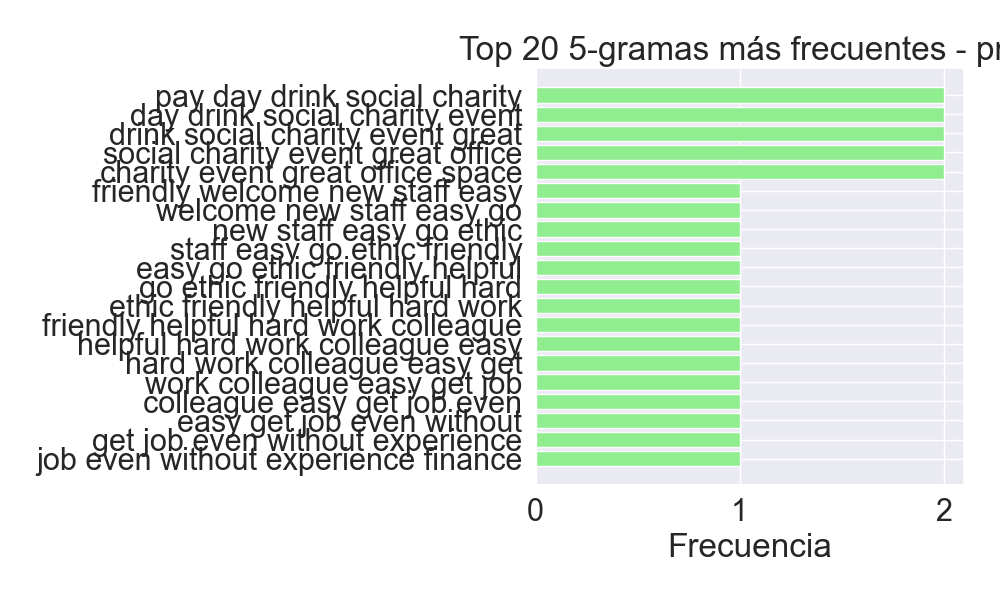 Top 20 5-gramas más frecuentes - pr
pay day drink social charity
day drink social charity event
drink social charity event great
social charity event great office
charity event great office space
friendly welcome new staff easy
welcome new staff easy go
new staff easy go ethic
staff easy go ethic friendly
easy go ethic friendly helpful
go ethic friendly helpful hard
ethic friendly helpful hard work
friendly helpful hard work colleague
helpful hard work colleague easy
hard work colleague easy get
work colleague easy get job
colleague easy get job even
easy get job even without
get job even without experience
job even without experience finance
0 1 2
Frecuencia